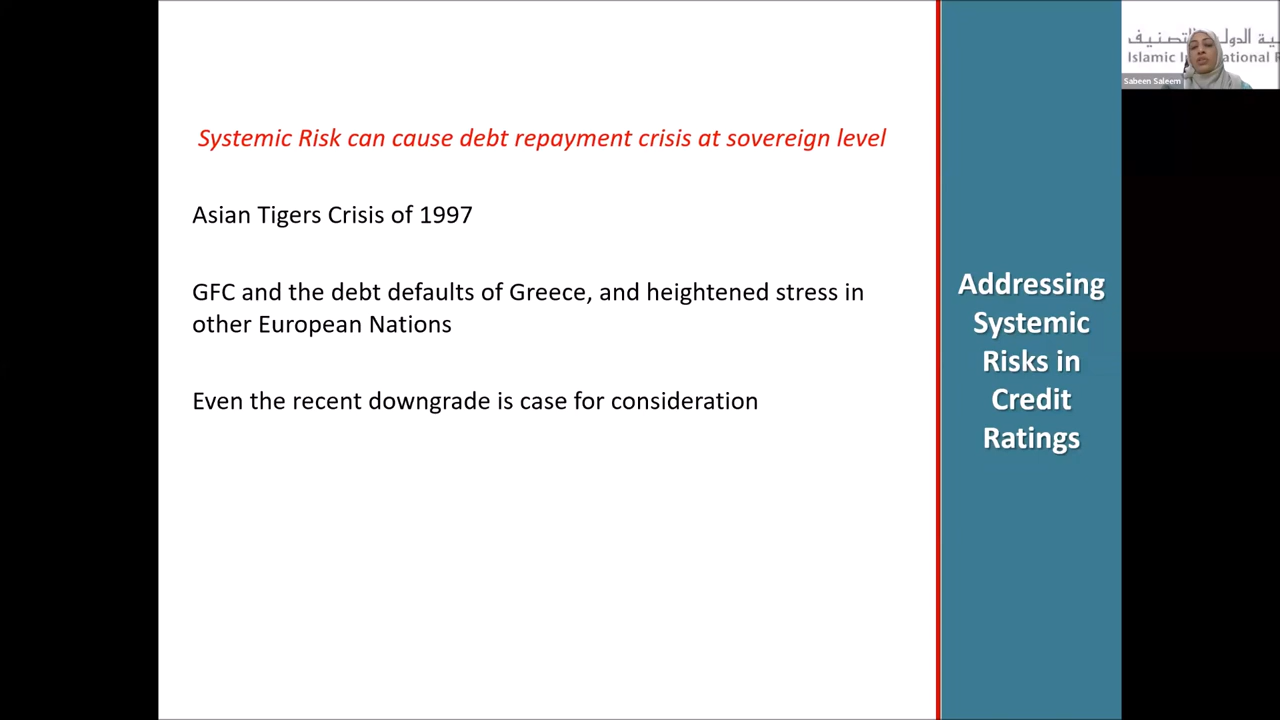 Systemic Risk can cause debt repayment crisis at sovereign level
Asian Tigers Crisis of 1997
GFC and the debt defaults of Greece, and heightened stress in
other European Nations
Even the recent downgrade is case for consideration
Addressing
Systemic
Risks in
Credit
Ratings
التصنيف
Islamic
Sabeen Saleem